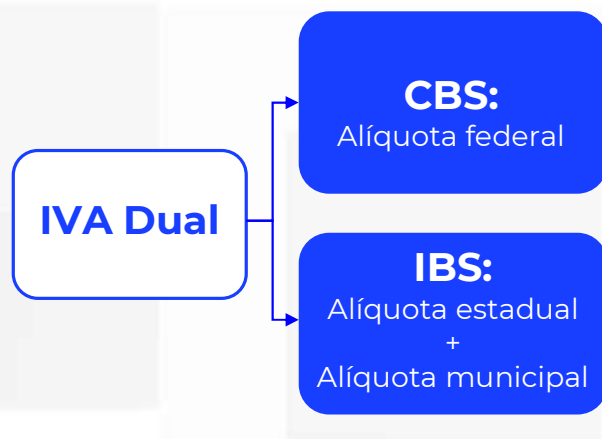 IVA Dual
CBS:
Alíquota federal
IBS:
Alíquota estadual
+
Alíquota municipal